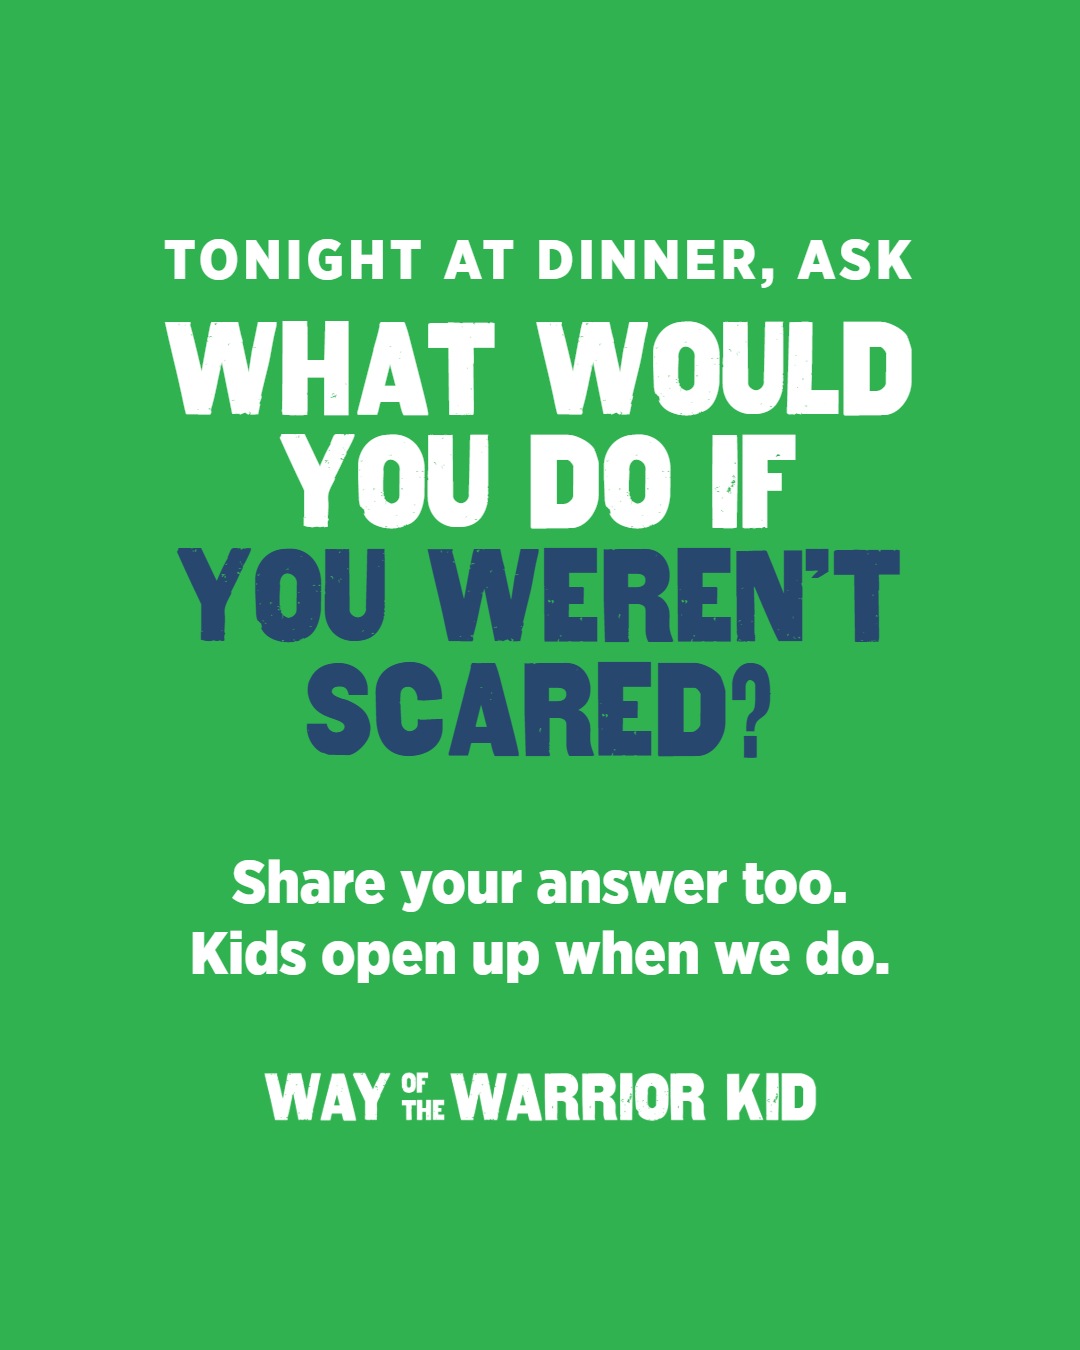 TONIGHT AT DINNER, ASK
WHAT WOULD
YOU DO IF
YOU WEREN'T
SCARED?
Share your answer too.
Kids open up when we do.
WAY OF THE WARRIOR KID